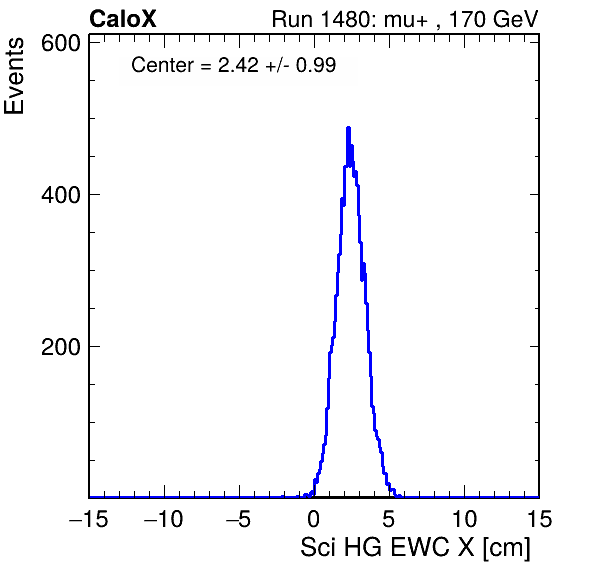 CaloX Run 1480: mu+ , 170 GeV
Events
600
Center = 2.42 +/- 0.99
400
200
−15 −10 −5 0 5 10 15
Sci HG EWC X [cm]